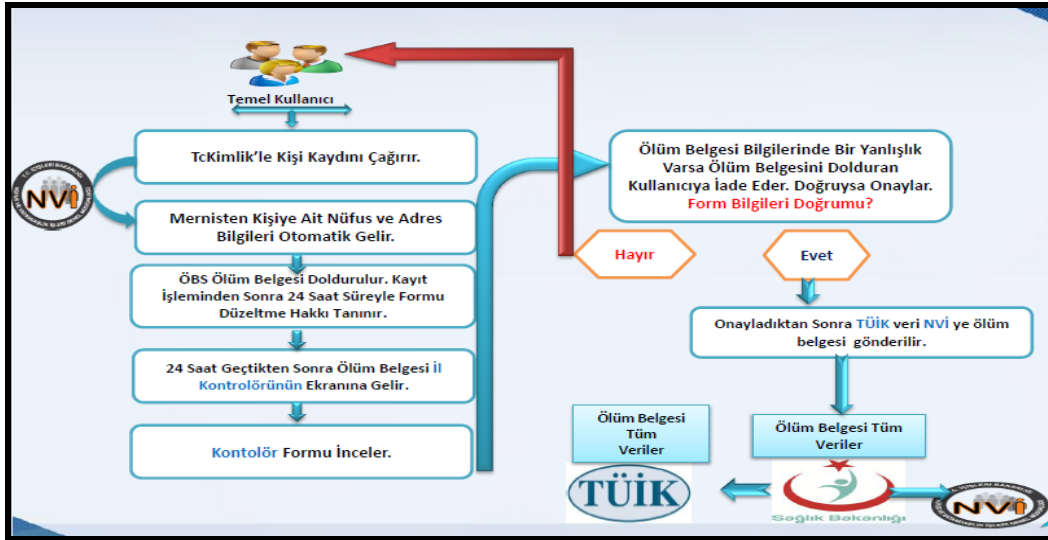 Temel Kullanıcı
TcKimlik’le Kişi Kaydını Çağırır.
NVİ
Mernisten Kişiye Ait Nüfus ve Adres
Bilgileri Otomatik Gelir.
ÖBS Ölüm Belgesi Doldurulur. Kayıt
İşleminden Sonra 24 Saat Süreyle Formu
Düzeltme Hakkı Tanınır.
24 Saat Geçtikten Sonra Ölüm Belgesi İl
Kontrolörünün Ekranına Gelir.
Kontolör Formu İnceler.
Ölüm Belgesi Bilgilerinde Bir Yanlışlık
Varsa Ölüm Belgesini Dolduran
Kullanıcıya İade Eder. Doğruysa Onaylar.
Form Bilgileri Doğrumu?
Hayır
Evet
Onayladıktan Sonra TÜİK veri NVİ ye ölüm
belgesi gönderilir.
Ölüm Belgesi
Tüm
Veriler
Ölüm Belgesi Tüm
Veriler
TÜİK
Sağlık Bakanlığı
NVİ